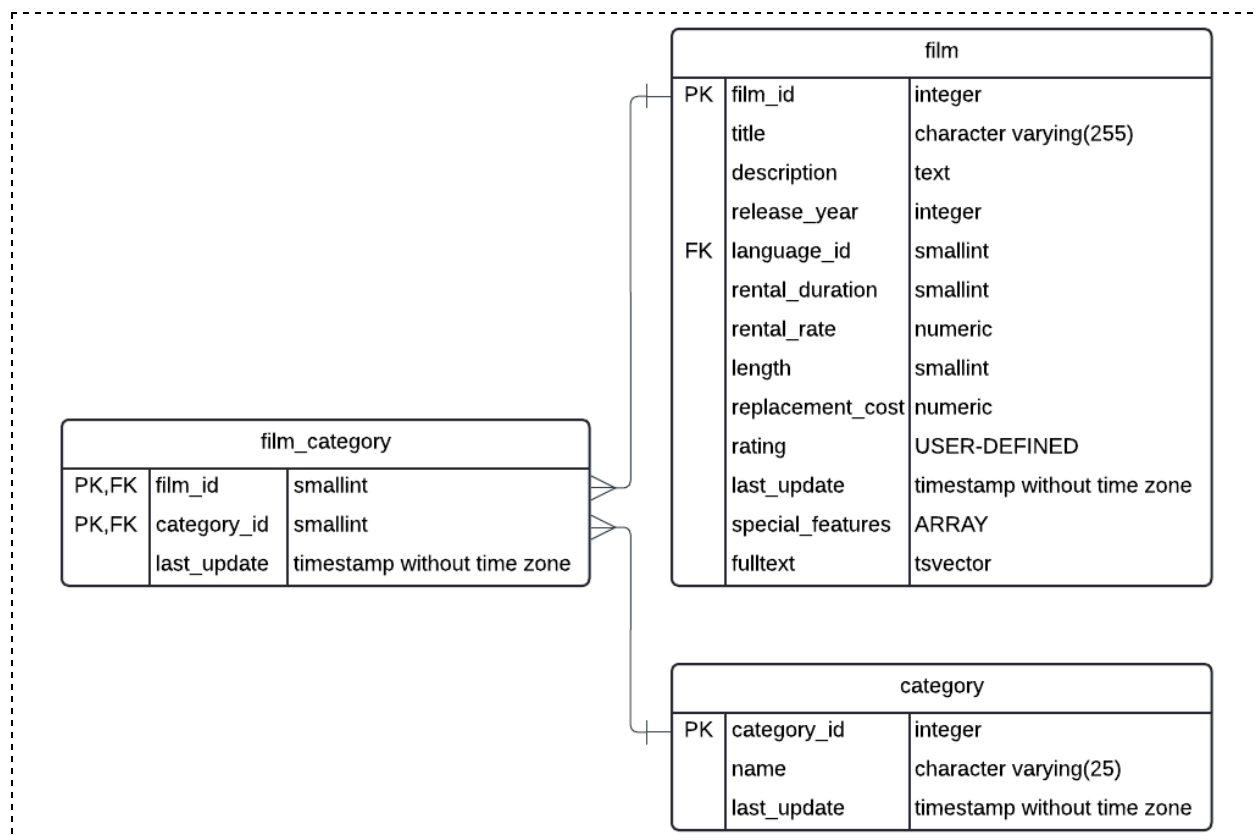 film
PK film_id integer
title character varying(255)
description text
release_year integer
FK language_id smallint
rental_duration smallint
rental_rate numeric
length smallint
replacement_cost numeric
rating USER-DEFINED
last_update timestamp without time zone
special_features ARRAY
fulltext tsvector
film_category
PK,FK film_id smallint
PK,FK category_id smallint
last_update timestamp without time zone
category
PK category_id integer
name character varying(25)
last_update timestamp without time zone